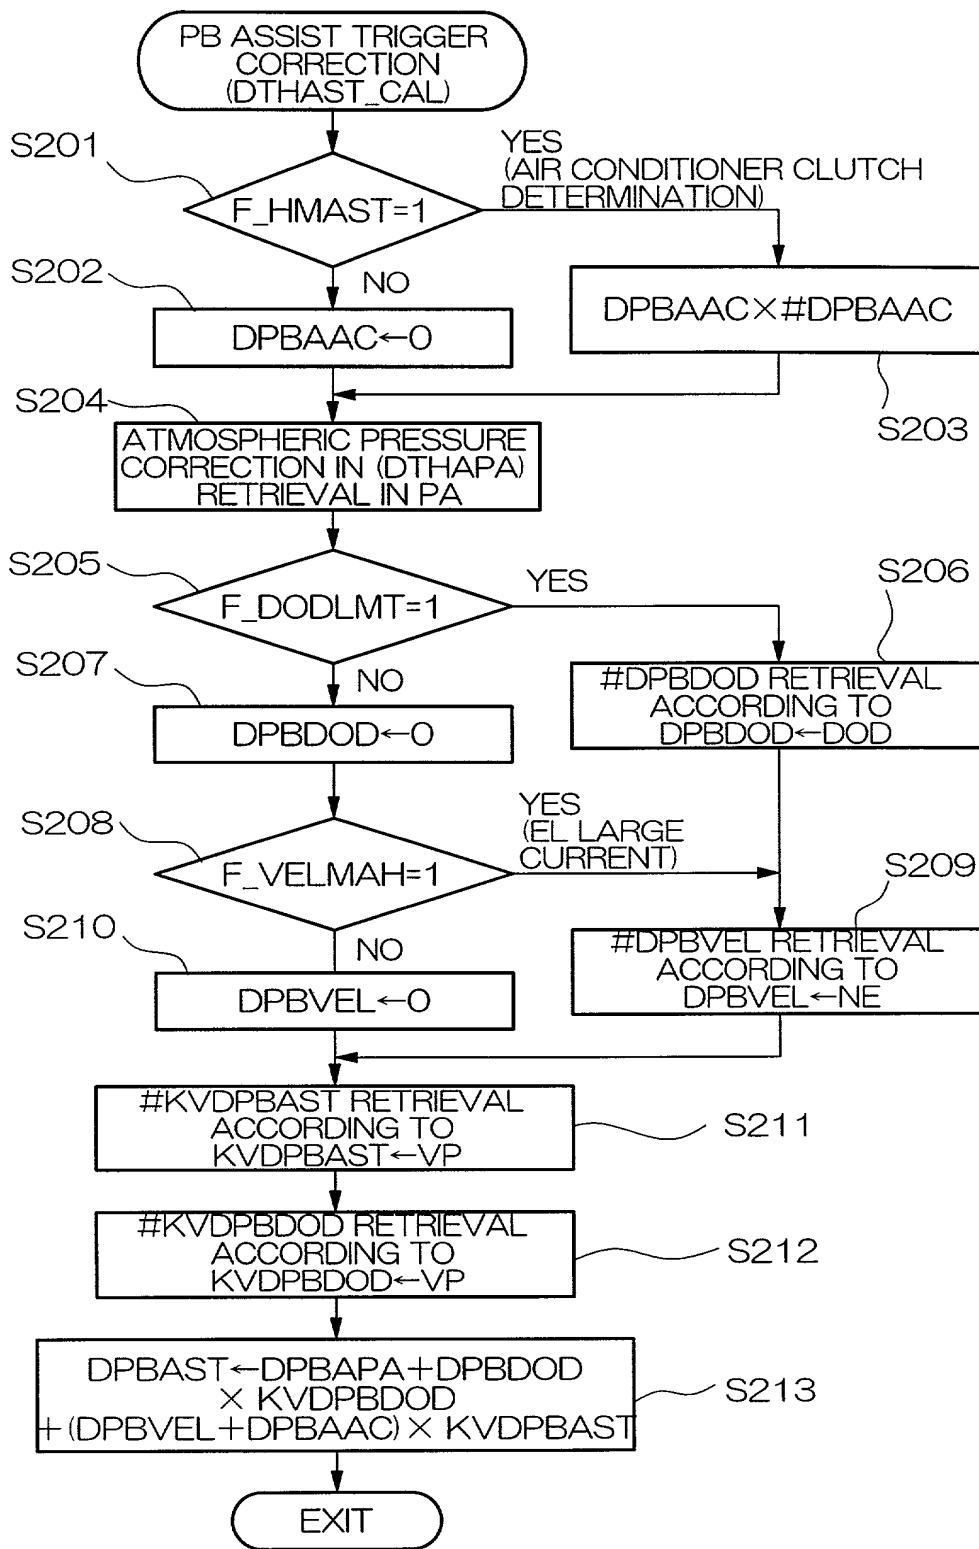 PB ASSIST TRIGGER
CORRECTION
(DTHAST_CAL)
S201
YES
(AIR CONDITIONER CLUTCH
DETERMINATION)
F_HMAST=1
S202
NO
DPBAAC←0
DPBAAC×#DPBAAC
S203
S204
ATMOSPHERIC PRESSURE
CORRECTION IN (DTHAPA)
RETRIEVAL IN PA
S205
F_DODLMT=1
YES
S206
S207
NO
#DPBDOD RETRIEVAL
ACCORDING TO
DPBDOD←DOD
DPBDOD←0
S208
F_VELMAH=1
YES
(EL LARGE
CURRENT)
S209
S210
NO
#DPBVEL RETRIEVAL
ACCORDING TO
DPBVEL←NE
DPBVEL←0
#KVDPBAST RETRIEVAL
ACCORDING TO
KVDPBAST←VP
S211
#KVDPBDOD RETRIEVAL
ACCORDING TO
KVDPBDOD←VP
S212
DPBAST←DPBAPA+DPBDOD
× KVDPBDOD
+(DPBVEL+DPBAAC) × KVDPBAST
S213
EXIT